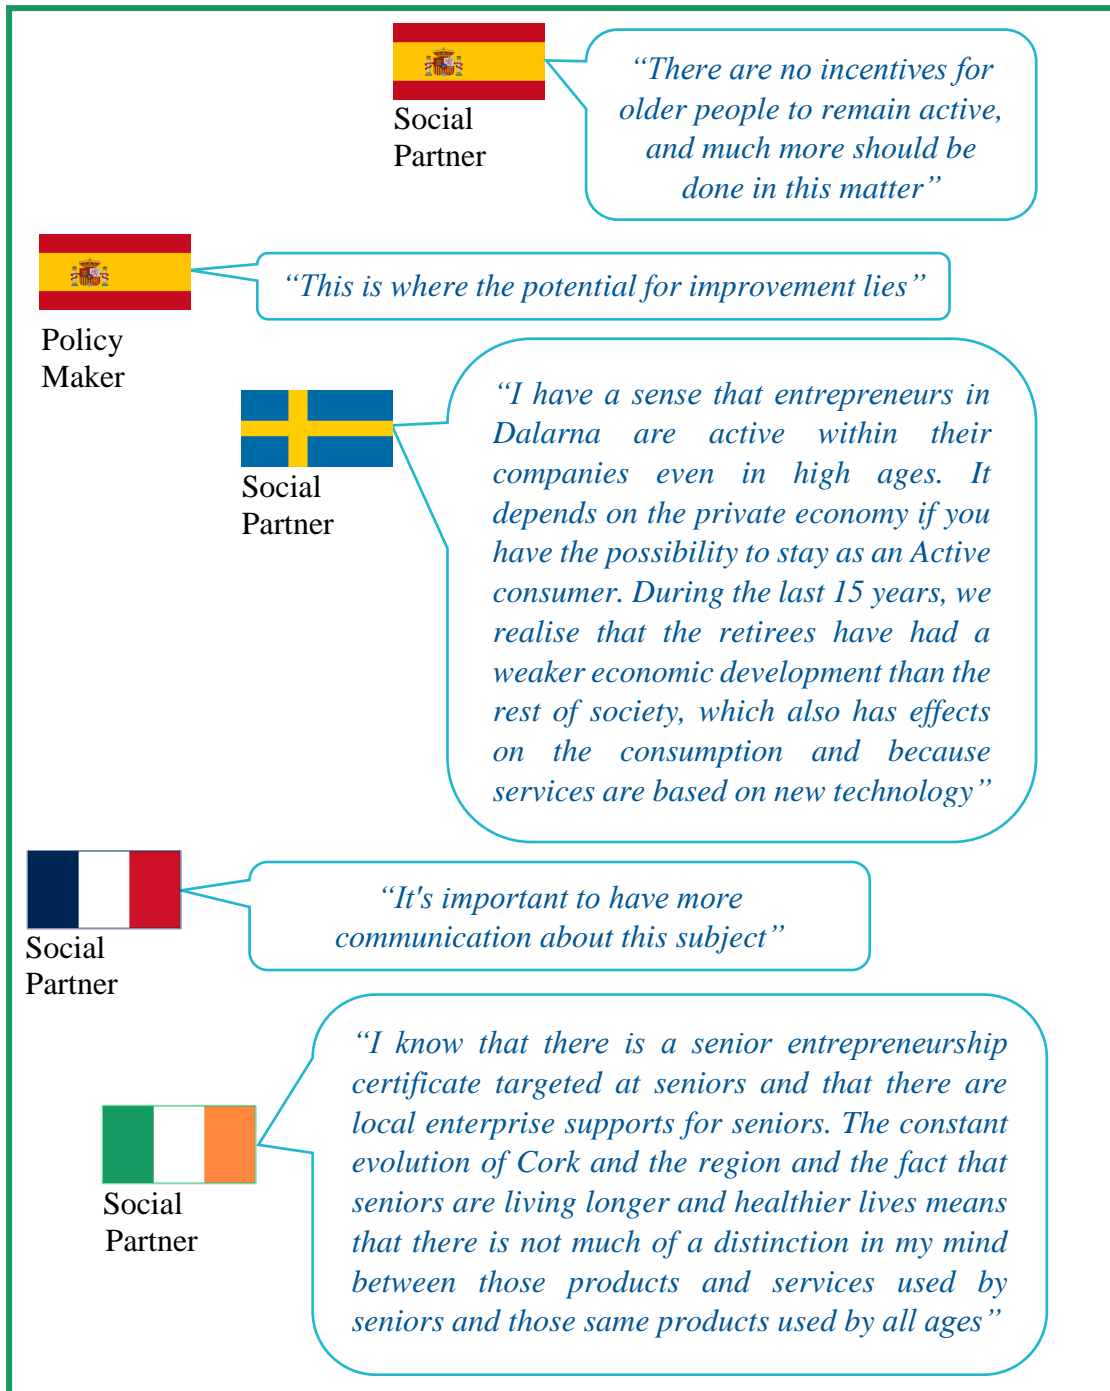 “There are no incentives for
older people to remain active,
and much more should be
done in this matter”
Social
Partner
“This is where the potential for improvement lies”
Policy
Maker
“I have a sense that entrepreneurs in
Dalarna are active within their
companies even in high ages. It
depends on the private economy if you
have the possibility to stay as an Active
consumer. During the last 15 years, we
realise that the retirees have had a
weaker economic development than the
rest of society, which also has effects
on the consumption and because
services are based on new technology”
Social
Partner
“It's important to have more
communication about this subject”
Social
Partner
“I know that there is a senior entrepreneurship
certificate targeted at seniors and that there are
local enterprise supports for seniors. The constant
evolution of Cork and the region and the fact that
seniors are living longer and healthier lives means
that there is not much of a distinction in my mind
between those products and services used by
seniors and those same products used by all ages”
Social
Partner